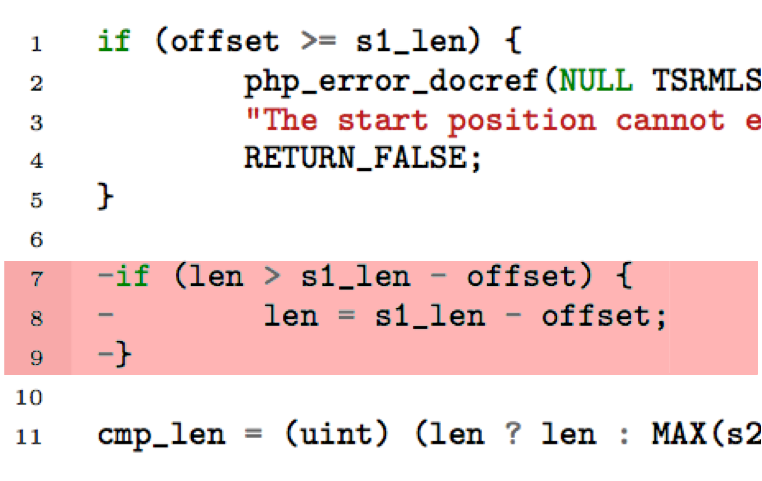 1 if (offset >= s1_len) {
2 php_error_docref(NULL TSRMLS
3 "The start position cannot e
4 RETURN_FALSE;
5 }
6
7 -if (len > s1_len - offset) {
8 - len = s1_len - offset;
9 -}
10
11 cmp_len = (uint) (len ? len : MAX(s2